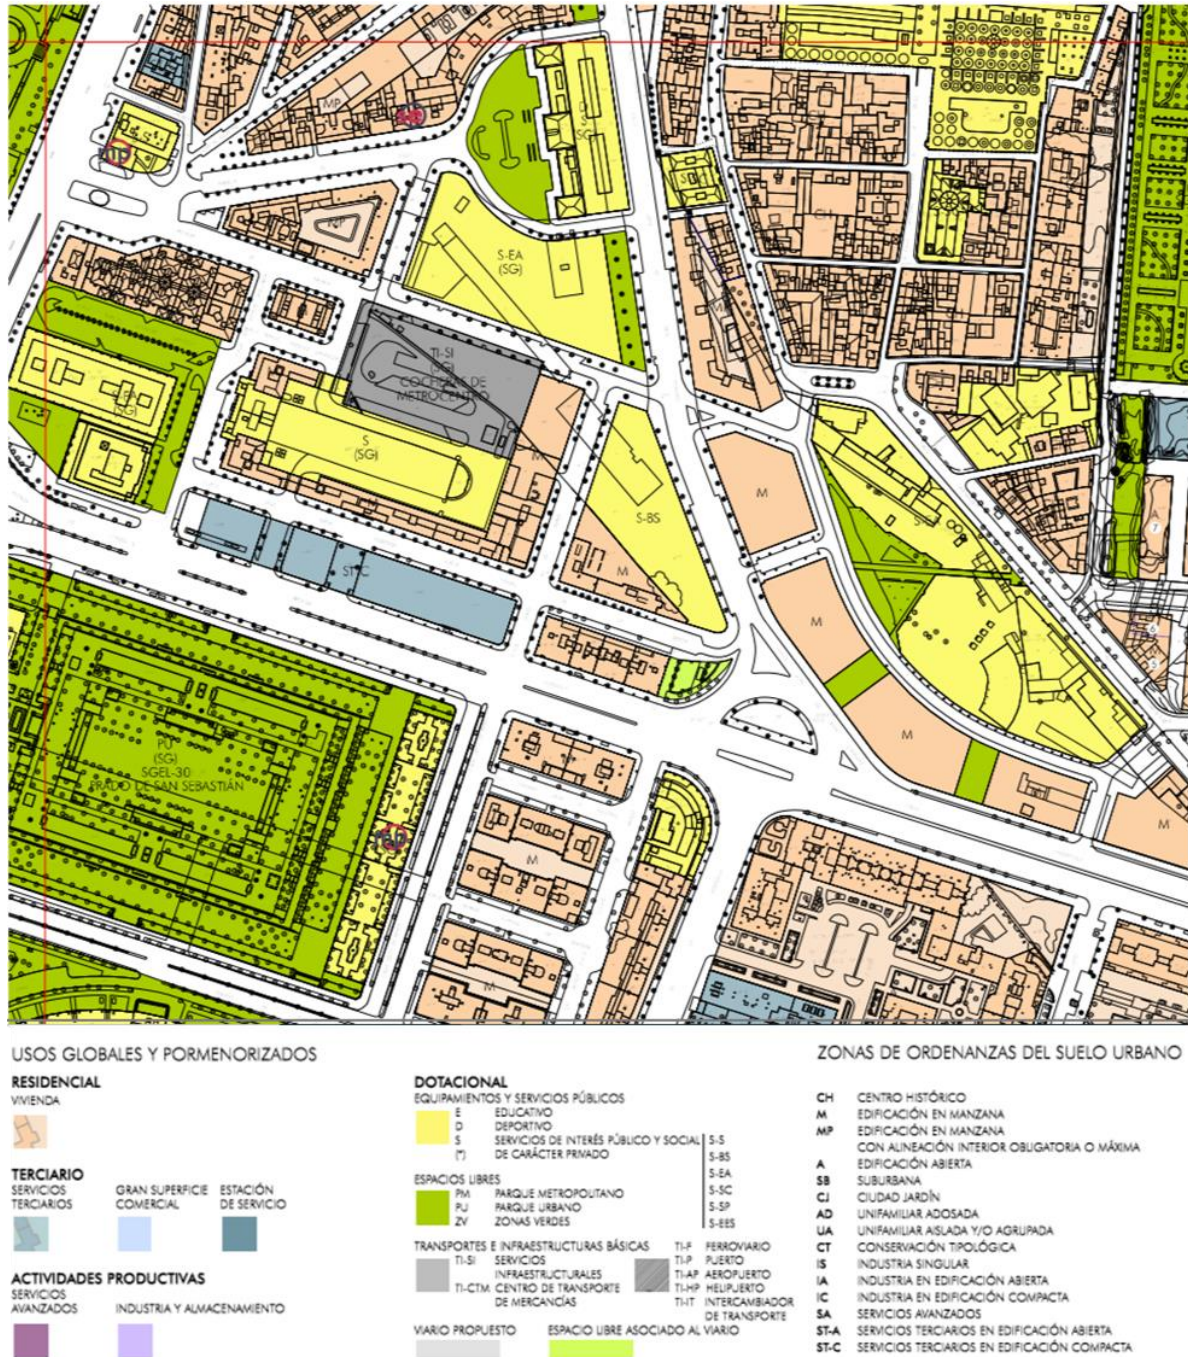 MP
D
S
(SG)
CH
S
S-EA
(SG)
MP
CH
M
TI-SI
(SG)
COCHERAS DE
METROCENTRO
S-EA
(SG)
S
(SG)
M
M
M
S-BS
M
ST-C
M
A
7
6
5
M
PU
(SG)
SGEL-30
PRADO DE SAN SEBASTIÁN
M
M
M
M
USOS GLOBALES Y PORMENORIZADOS
RESIDENCIAL
VIVIENDA
TERCIARIO
SERVICIOS
TERCIARIOS
GRAN SUPERFICIE
COMERCIAL
ESTACIÓN
DE SERVICIO
ACTIVIDADES PRODUCTIVAS
SERVICIOS
AVANZADOS
INDUSTRIA Y ALMACENAMIENTO
DOTACIONAL
EQUIPAMIENTOS Y SERVICIOS PÚBLICOS
E EDUCATIVO
D DEPORTIVO
S SERVICIOS DE INTERÉS PÚBLICO Y SOCIAL
(*) DE CARÁCTER PRIVADO
S-S
S-BS
S-EA
S-SC
S-SP
S-EES
ESPACIOS LIBRES
PM PARQUE METROPOLITANO
PU PARQUE URBANO
ZV ZONAS VERDES
TRANSPORTES E INFRAESTRUCTURAS BÁSICAS
TI-SI SERVICIOS
INFRAESTRUCTURALES
TI-CTM CENTRO DE TRANSPORTE
DE MERCANCÍAS
TI-F FERROVIARIO
TI-P PUERTO
TI-AP AEROPUERTO
TI-HP HELIPUERTO
TI-IT INTERCAMBIADOR
DE TRANSPORTE
VIARIO PROPUESTO
ESPACIO LIBRE ASOCIADO AL VIARIO
ZONAS DE ORDENANZAS DEL SUELO URBANO
CH CENTRO HISTÓRICO
M EDIFICACIÓN EN MANZANA
MP EDIFICACIÓN EN MANZANA
CON ALINEACIÓN INTERIOR OBLIGATORIA O MÁXIMA
A EDIFICACIÓN ABIERTA
SB SUBURBANA
CJ CIUDAD JARDÍN
AD UNIFAMILIAR ADOSADA
UA UNIFAMILIAR AISLADA Y/O AGRUPADA
CT CONSERVACIÓN TIPOLÓGICA
IS INDUSTRIA SINGULAR
IA INDUSTRIA EN EDIFICACIÓN ABIERTA
IC INDUSTRIA EN EDIFICACIÓN COMPACTA
SA SERVICIOS AVANZADOS
ST-A SERVICIOS TERCIARIOS EN EDIFICACIÓN ABIERTA
ST-C SERVICIOS TERCIARIOS EN EDIFICACIÓN COMPACTA